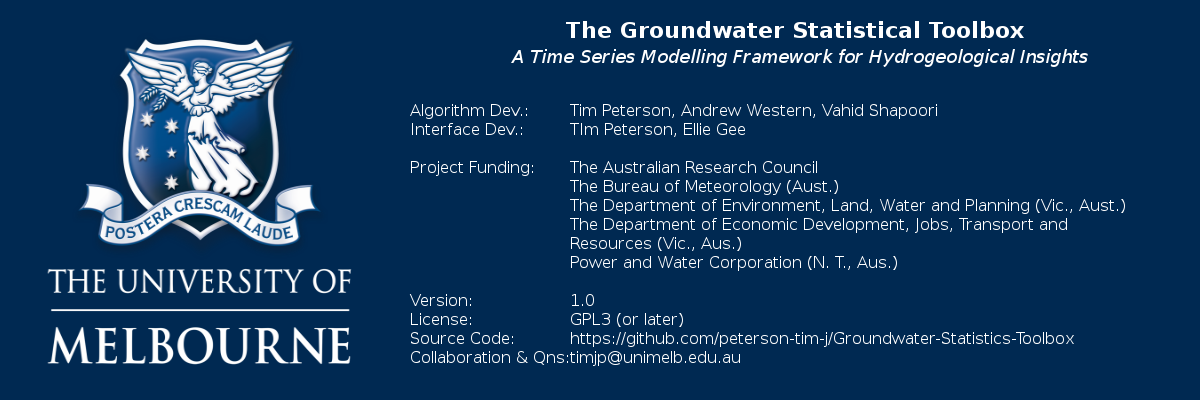 The Groundwater Statistical Toolbox
A Time Series Modelling Framework for Hydrogeological Insights
Algorithm Dev.: Tim Peterson, Andrew Western, Vahid Shapoori
Interface Dev.: TIm Peterson, Ellie Gee
Project Funding: The Australian Research Council
The Bureau of Meteorology (Aust.)
The Department of Environment, Land, Water and Planning (Vic., Aust.)
The Department of Economic Development, Jobs, Transport and
Resources (Vic., Aus.)
Power and Water Corporation (N. T., Aus.)
Version: 1.0
License: GPL3 (or later)
Source Code: https://github.com/peterson-tim-j/Groundwater-Statistics-Toolbox
Collaboration & Qns:timjp@unimelb.edu.au
POSTERA CRESCAM LAUDE
THE UNIVERSITY OF
MELBOURNE